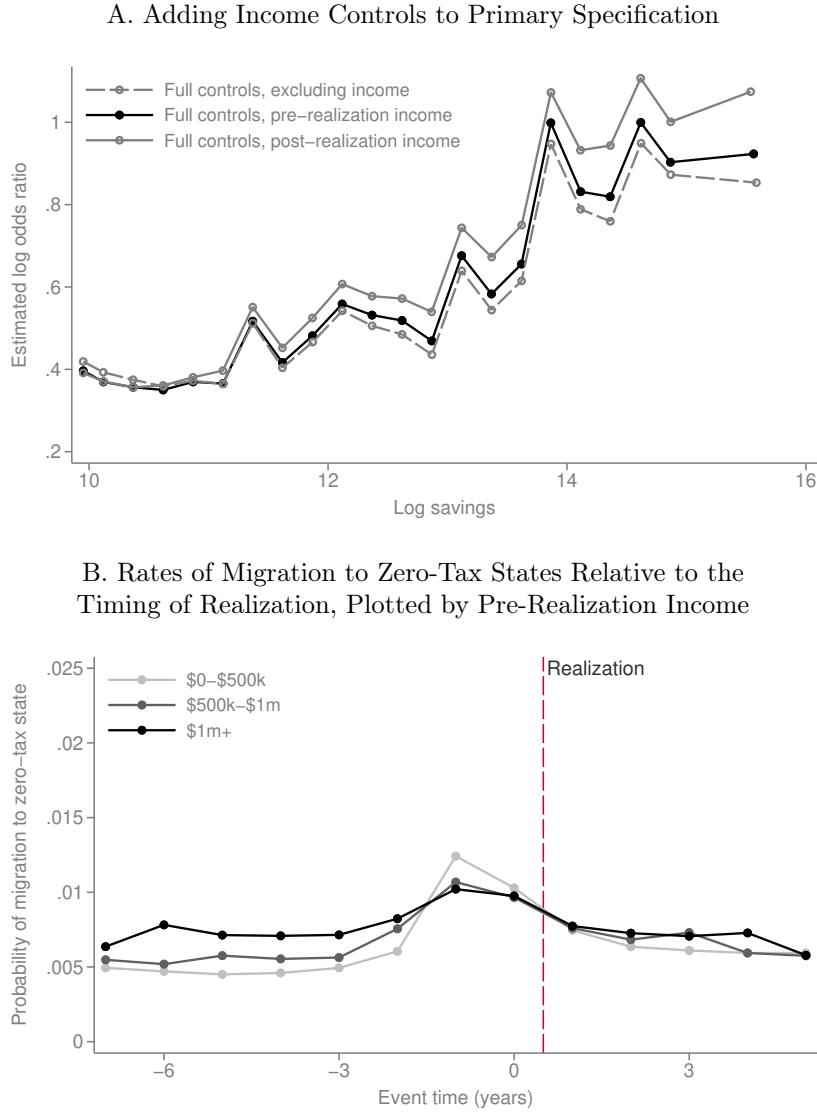 A. Adding Income Controls to Primary Specification
Full controls, excluding income
Full controls, pre−realization income
Full controls, post−realization income
Estimated log odds ratio
1
.8
.6
.4
.2
10 12 14 16
Log savings
B. Rates of Migration to Zero-Tax States Relative to the
Timing of Realization, Plotted by Pre-Realization Income
Realization
$0−$500k
$500k−$1m
$1m+
Probability of migration to zero−tax state
.025
.02
.015
.01
.005
0
−6 −3 0 3
Event time (years)